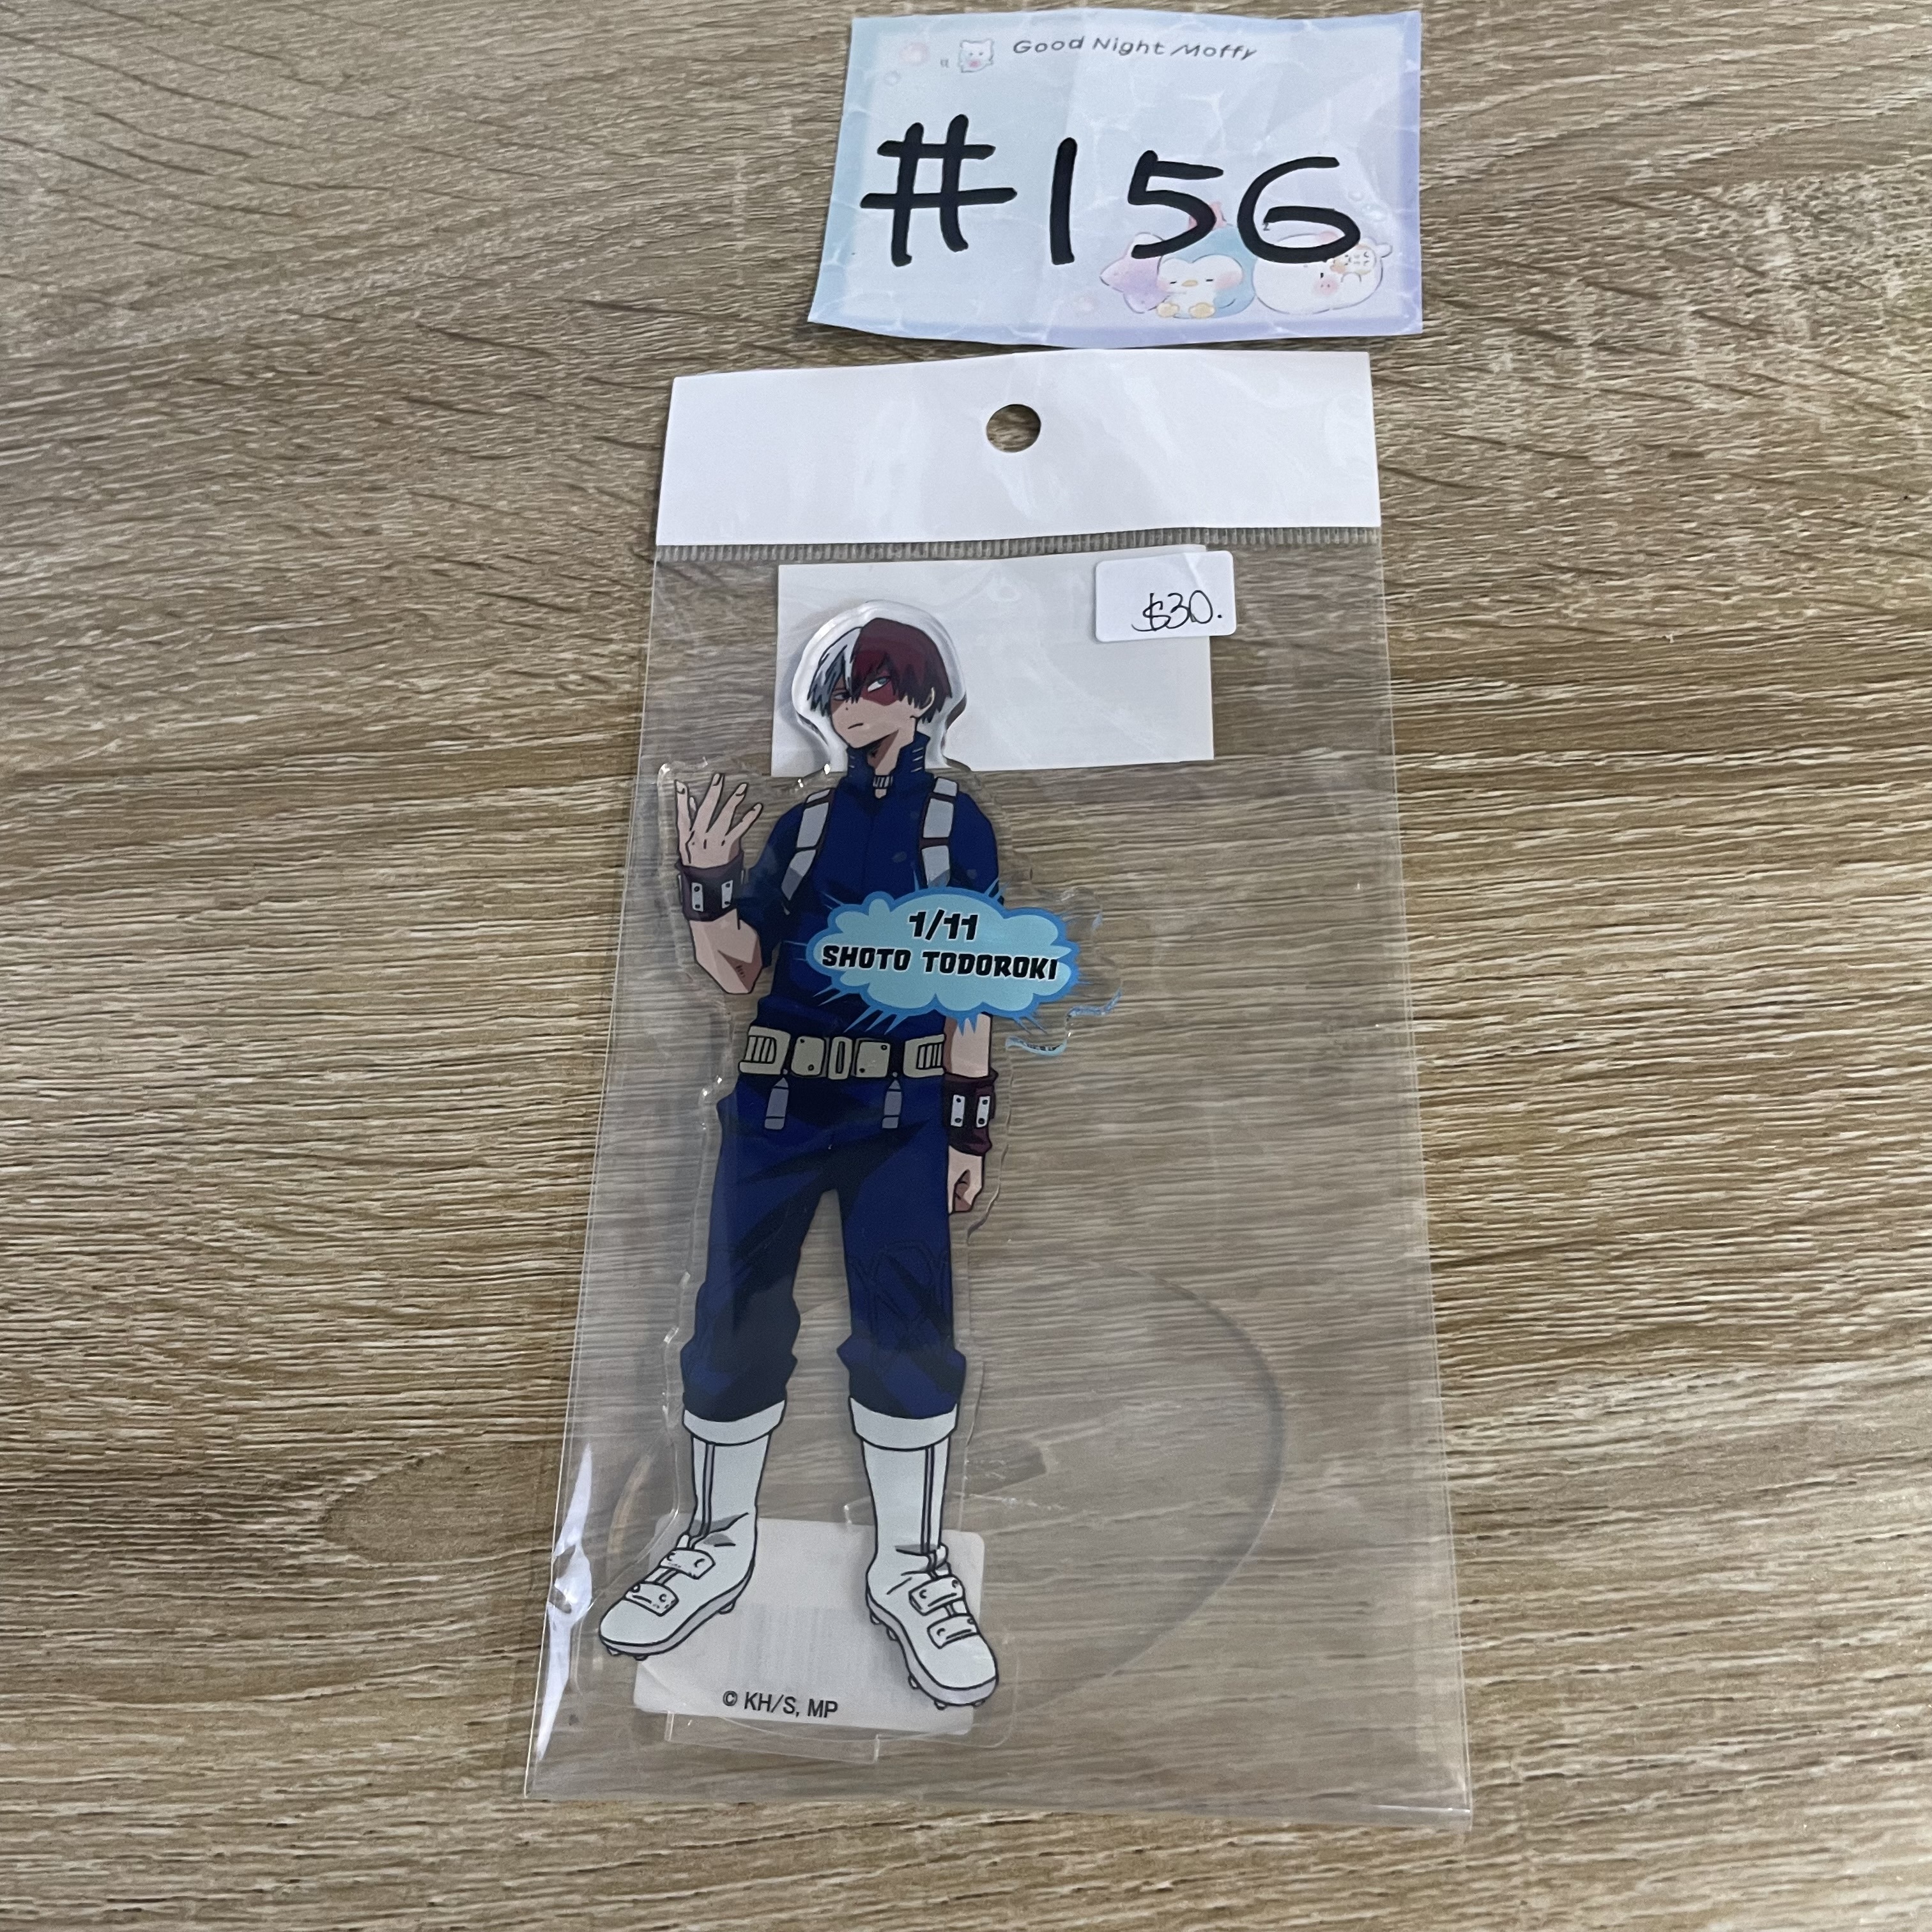 Good Night Moffy
#156
$30.
1/11
SHOTO TODOROKI
© KH/S, MP